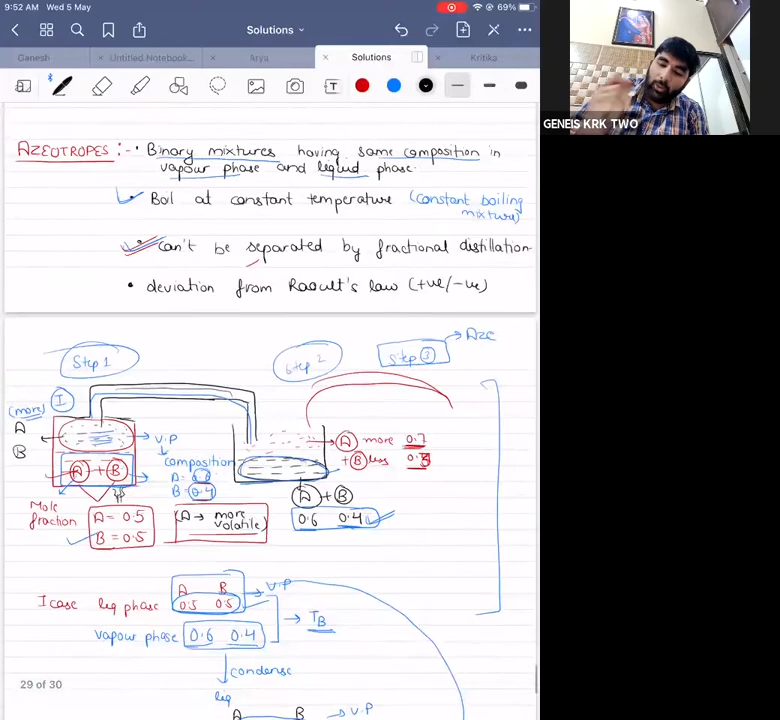 9:52 AM Wed 5 May
69%
Solutions
Ganesh
Untitled Notebook...
Arya
Solutions
Kritika
GENEIS KRK TWO
AZEOTROPES :- • Binary mixtures having same composition in
vapour phase and liquid phase.
• Boil at constant temperature (constant boiling
mixture)
• Can't be separated by fractional distillation
• deviation from Raoult's law (+ve/-ve)
Step 1
Step 2
Step 3
Aze
(more)
I
A
B
V.P
A + B
composition
A = 0.6
B = 0.4
Mole
fraction
A = 0.5
B = 0.5
(A → more
volatile)
A more 0.7
+ B less 0.3
A + B
0.6 0.4
I case liq phase
A B
0.5 0.5
V.P
vapour phase 0.6 0.4
TB
condense
liq
A B
V.P
29 of 30